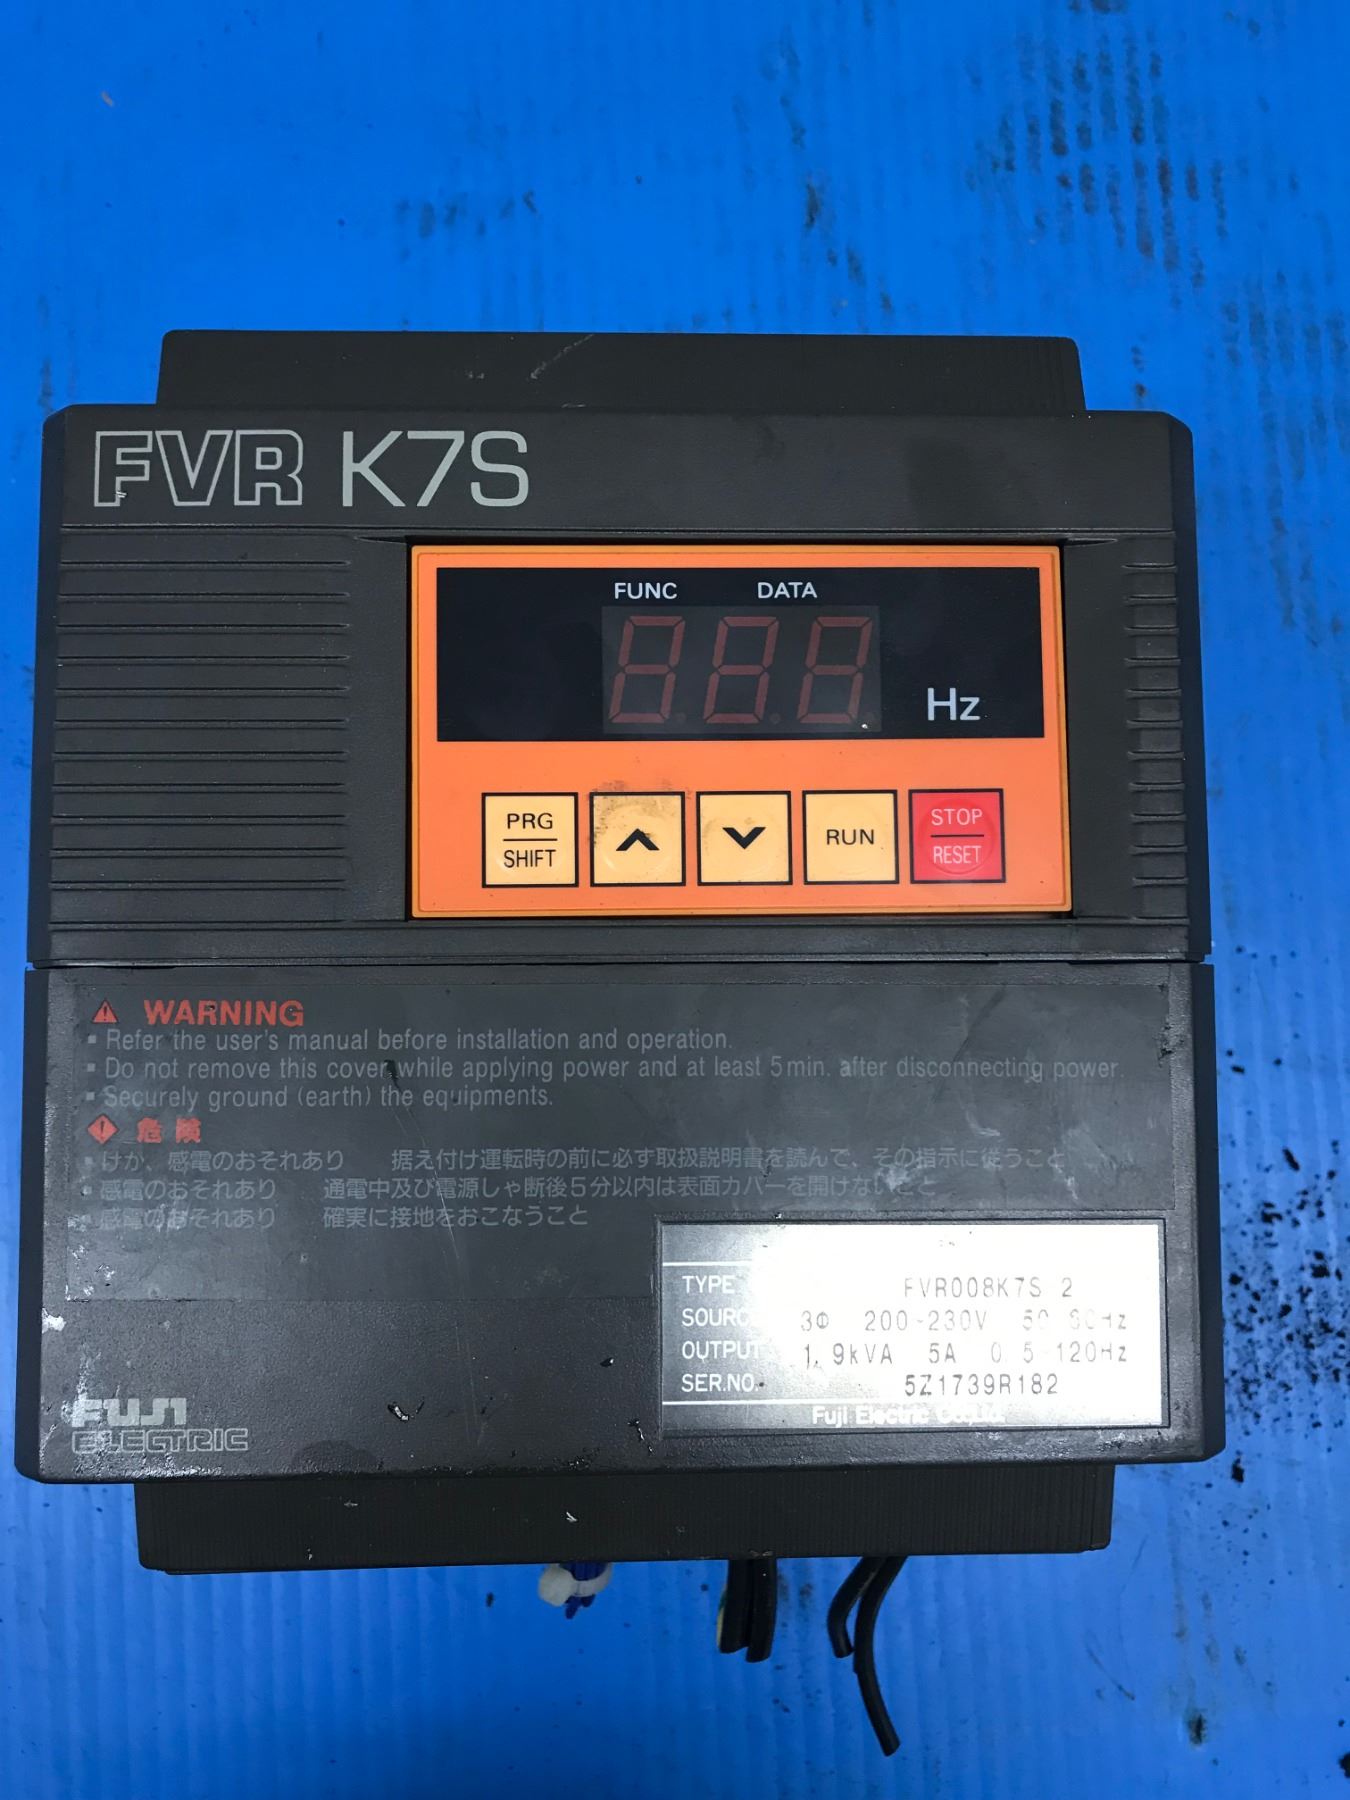 FVR K7S
FUNC DATA
Hz
PRG SHIFT
RUN
STOP RESET
WARNING
▪ Refer the user's manual before installation and operation.
▪ Do not remove this cover while applying power and at least 5 min. after disconnecting power.
▪ Securely ground (earth) the equipments.
危険
▪ けが、感電のおそれあり 据え付け運転時の前に必ず取扱説明書を読んで、その指示に従うこと
▪ 感電のおそれあり 通電中及び電源しゃ断後5分以内は表面カバーを開けないこと
▪ 感電のおそれあり 確実に接地をおこなうこと
TYPE FVR008K7S 2
SOURCE 3Φ 200-230V 50 60Hz
OUTPUT 1.9kVA 5A 0.5-120Hz
SER.NO. 5Z1739R182
Fuji Electric Co.,Ltd.
FUJI
ELECTRIC